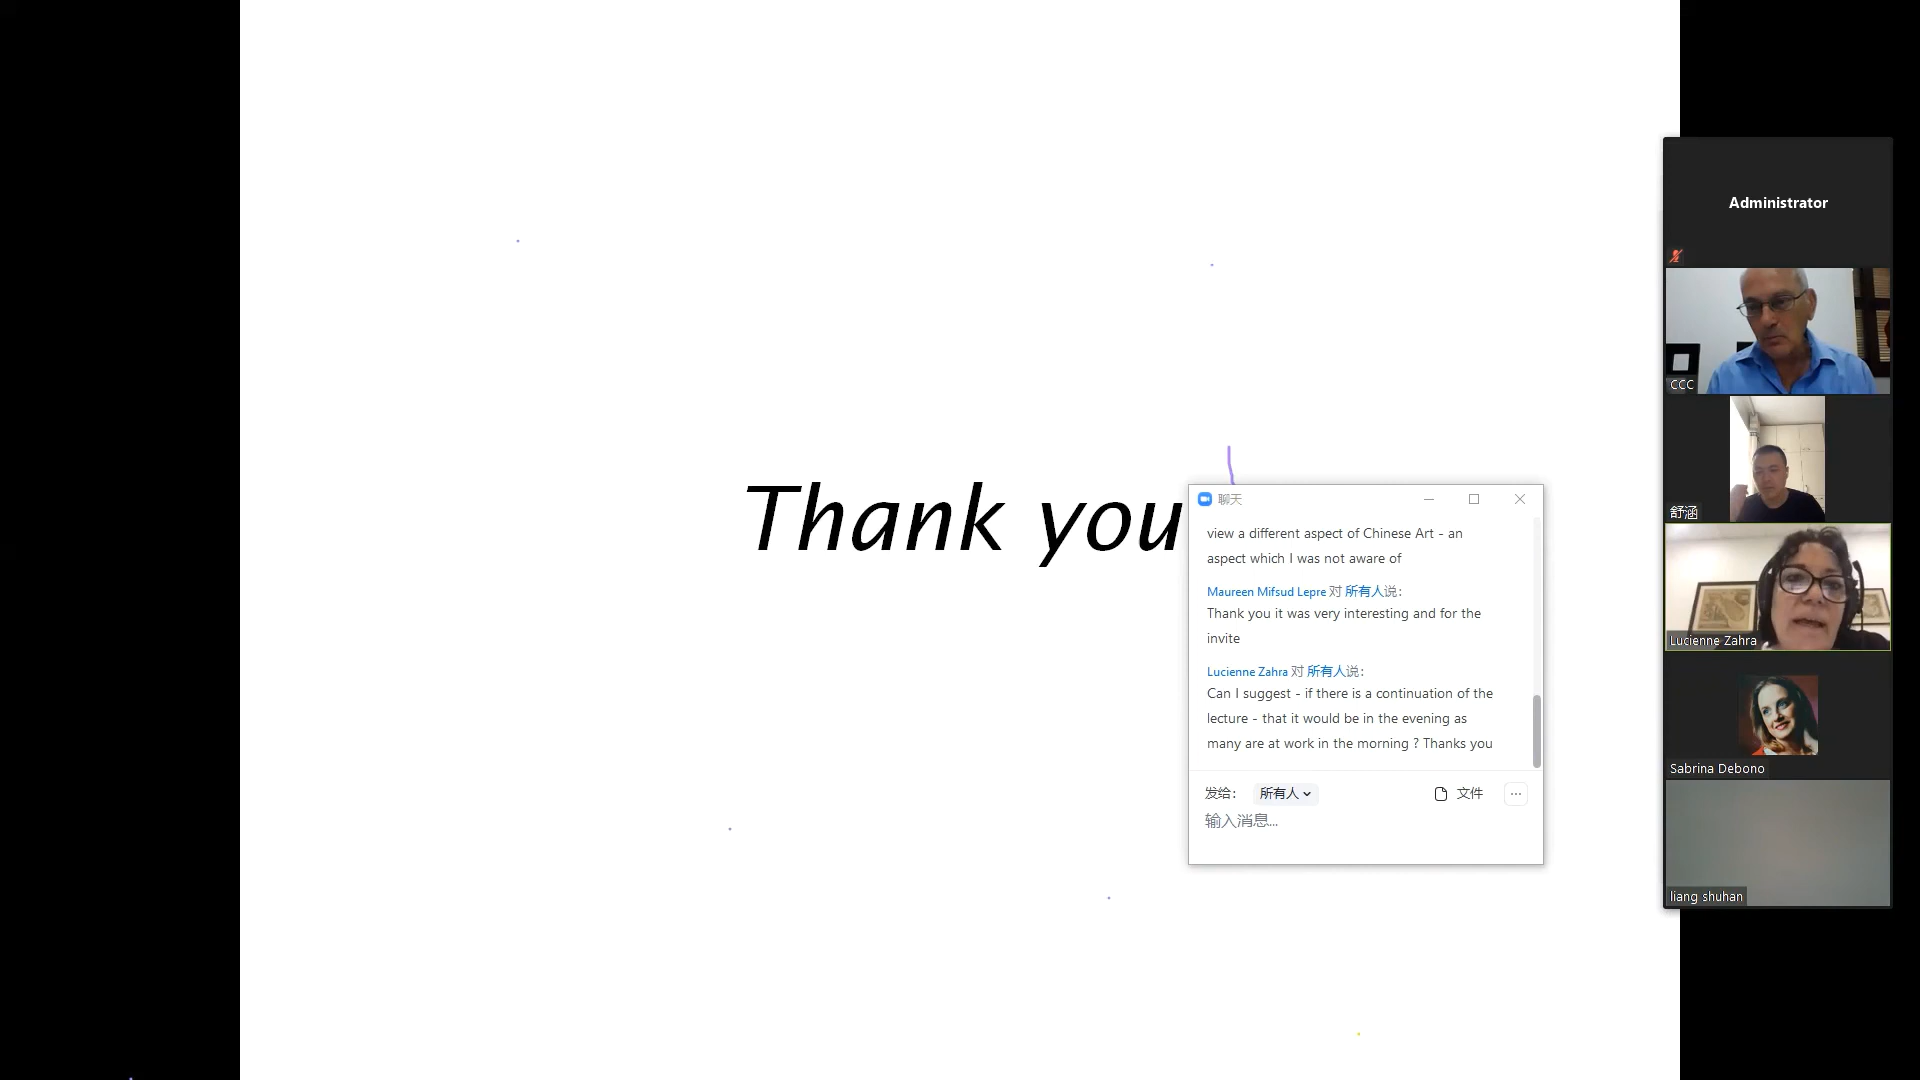 Thank you
聊天
view a different aspect of Chinese Art - an
aspect which I was not aware of
Maureen Mifsud Lepre 对 所有人说:
Thank you it was very interesting and for the
invite
Lucienne Zahra 对 所有人说:
Can I suggest - if there is a continuation of the
lecture - that it would be in the evening as
many are at work in the morning ? Thanks you
发给: 所有人 文件 ...
输入消息...
Administrator
CCC
舒涵
Lucienne Zahra
Sabrina Debono
liang shuhan